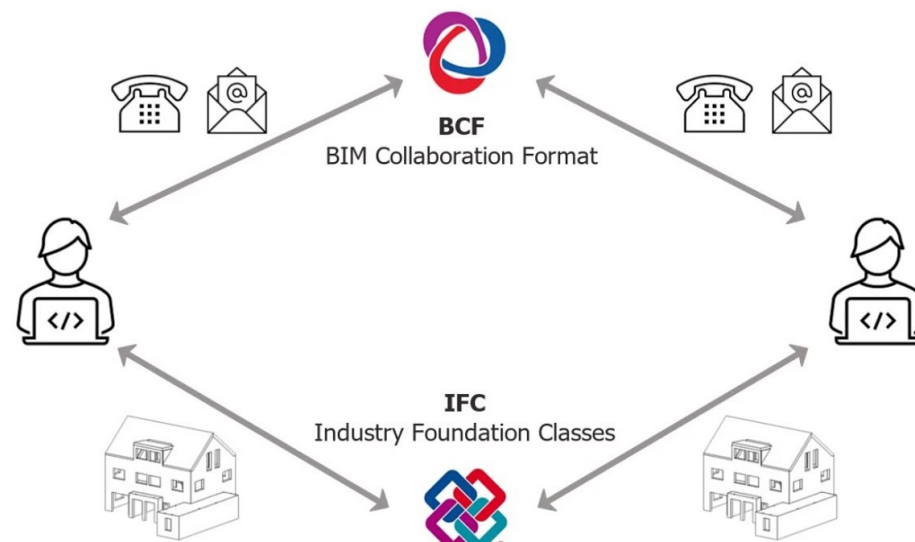 @
@
BCF
BIM Collaboration Format
</>
</>
IFC
Industry Foundation Classes